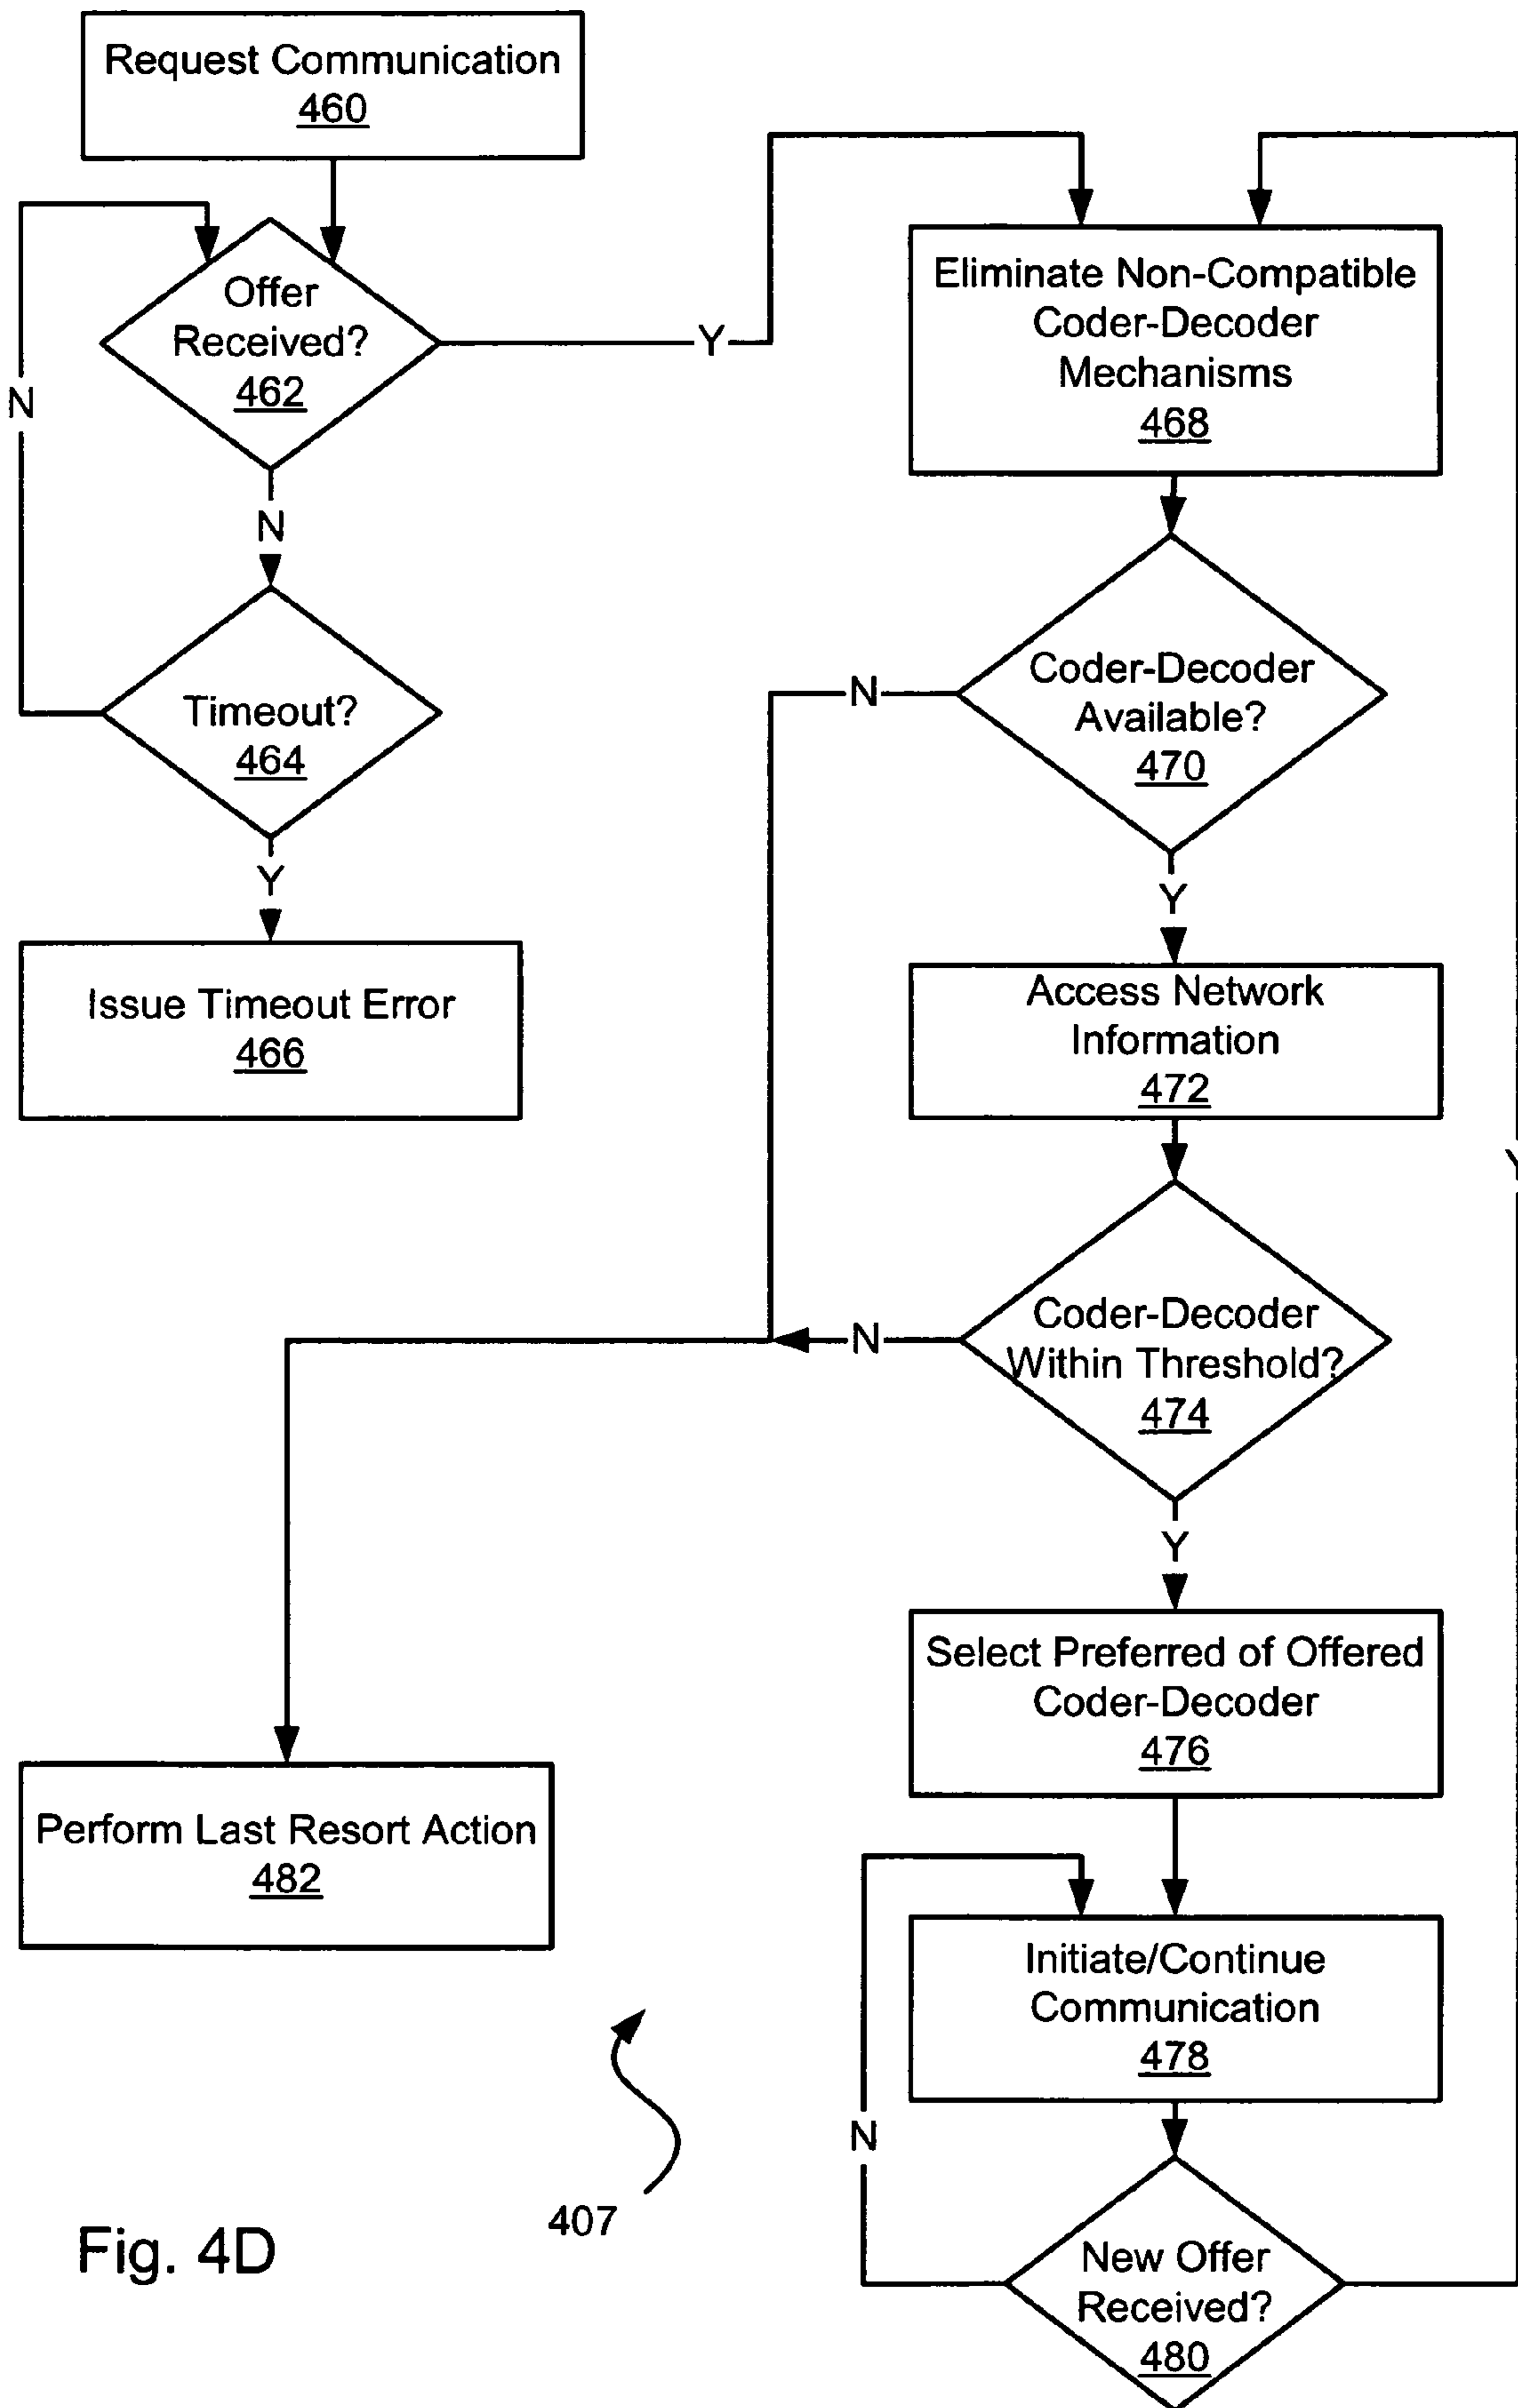 Request Communication
460
Offer
Received?
462
Y
N
N
Timeout?
464
Y
Issue Timeout Error
466
Eliminate Non-Compatible
Coder-Decoder
Mechanisms
468
Coder-Decoder
Available?
470
N
Y
Access Network
Information
472
Coder-Decoder
Within Threshold?
474
N
Y
Select Preferred of Offered
Coder-Decoder
476
Initiate/Continue
Communication
478
N
New Offer
Received?
480
Y
Perform Last Resort Action
482
407
Fig. 4D